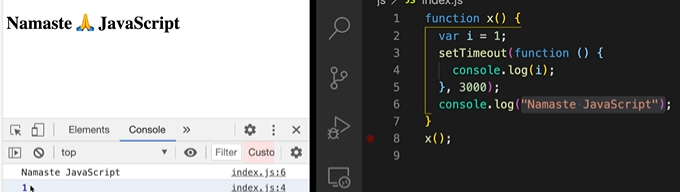 Namaste 🙏 JavaScript
Elements Console »
top Filter Custo
Namaste JavaScript index.js:6
1 index.js:4
js > JS index.js
1 function x() {
2 var i = 1;
3 setTimeout(function () {
4 console.log(i);
5 }, 3000);
6 console.log("Namaste JavaScript");
7 }
8 x();
9